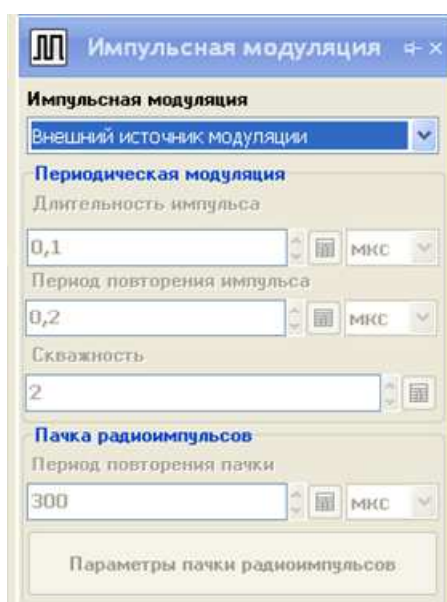 Импульсная модуляция
Импульсная модуляция
Внешний источник модуляции
Периодическая модуляция
Длительность импульса
0,1 мкс
Период повторения импульса
0,2 мкс
Скважность
2
Пачка радиоимпульсов
Период повторения пачки
300 мкс
Параметры пачки радиоимпульсов